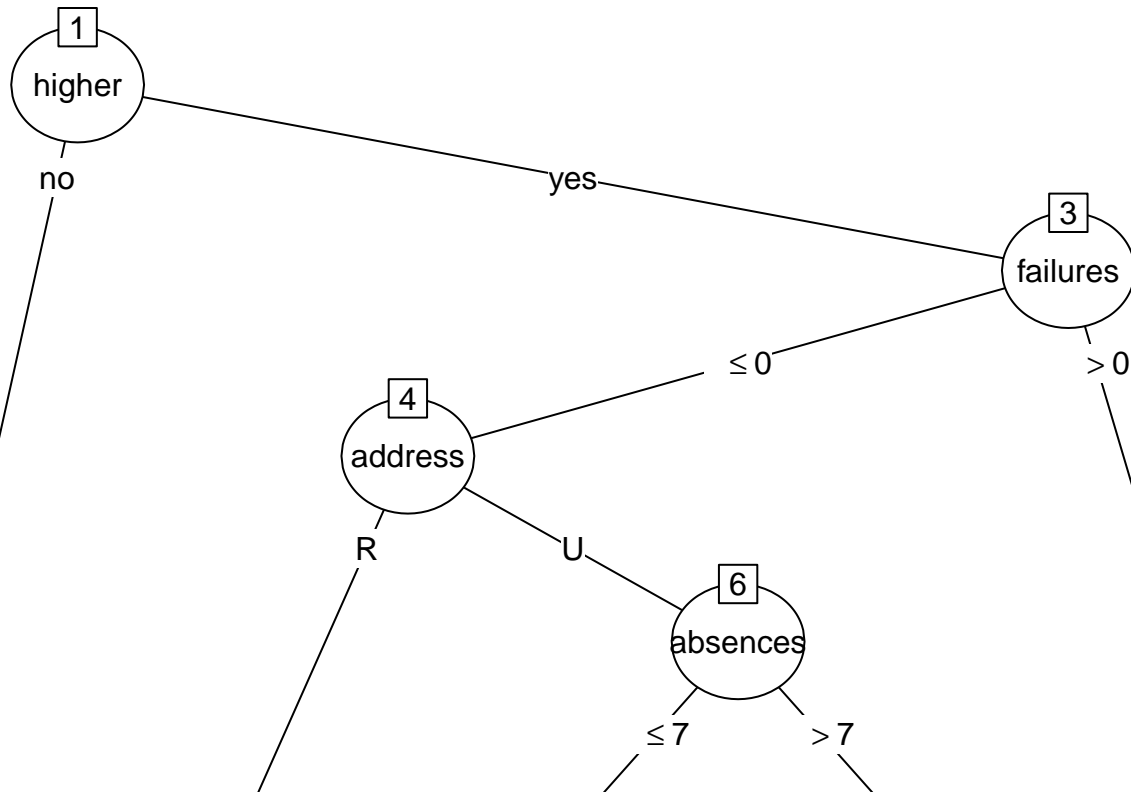 1
higher
no
yes
3
failures
≤ 0
> 0
4
address
R
U
6
absences
≤ 7
> 7